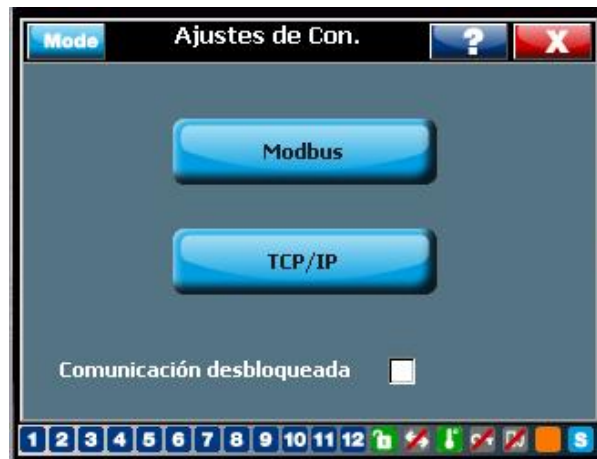 Mode Ajustes de Con. ? X
Modbus
TCP/IP
Comunicación desbloqueada
1 2 3 4 5 6 7 8 9 10 11 12 S